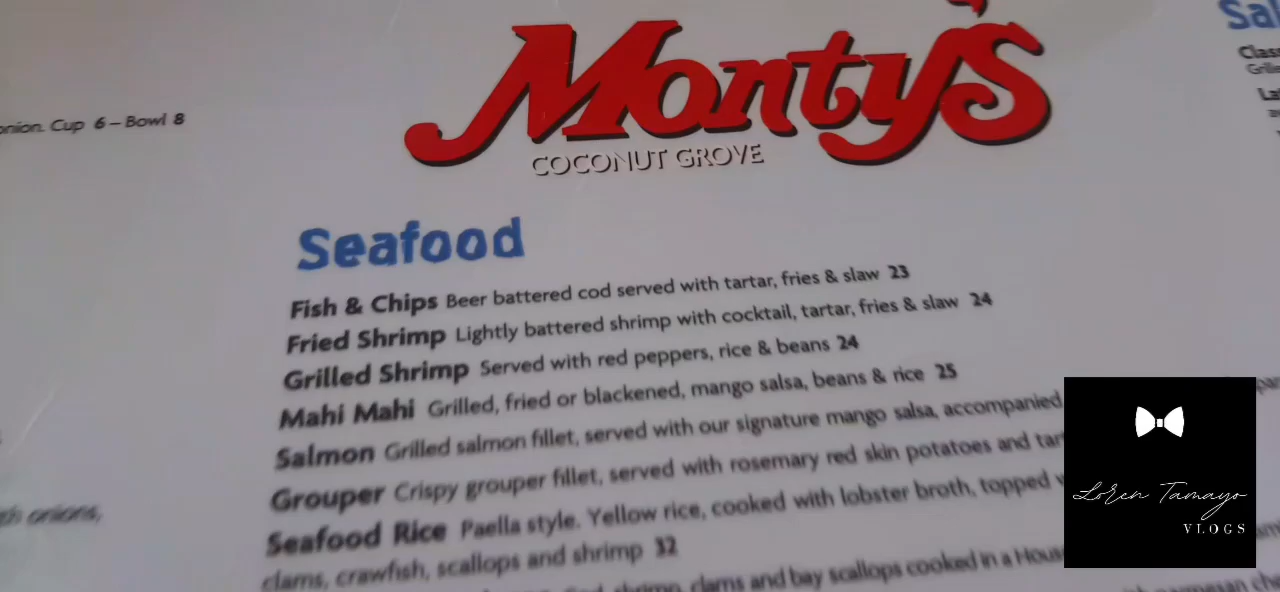 onion. Cup 6 – Bowl 8
Monty's
COCONUT GROVE
Seafood
Fish & Chips Beer battered cod served with tartar, fries & slaw 23
Fried Shrimp Lightly battered shrimp with cocktail, tartar, fries & slaw 24
Grilled Shrimp Served with red peppers, rice & beans 24
Mahi Mahi Grilled, fried or blackened, mango salsa, beans & rice 25
Salmon Grilled salmon fillet, served with our signature mango salsa, accompanied
Grouper Crispy grouper fillet, served with rosemary red skin potatoes and
Seafood Rice Paella style. Yellow rice, cooked with lobster broth, topped
clams, crawfish, scallops and shrimp 32
shrimp, clams and bay scallops cooked in a
onions,
Loren Tamayo
VLOGS